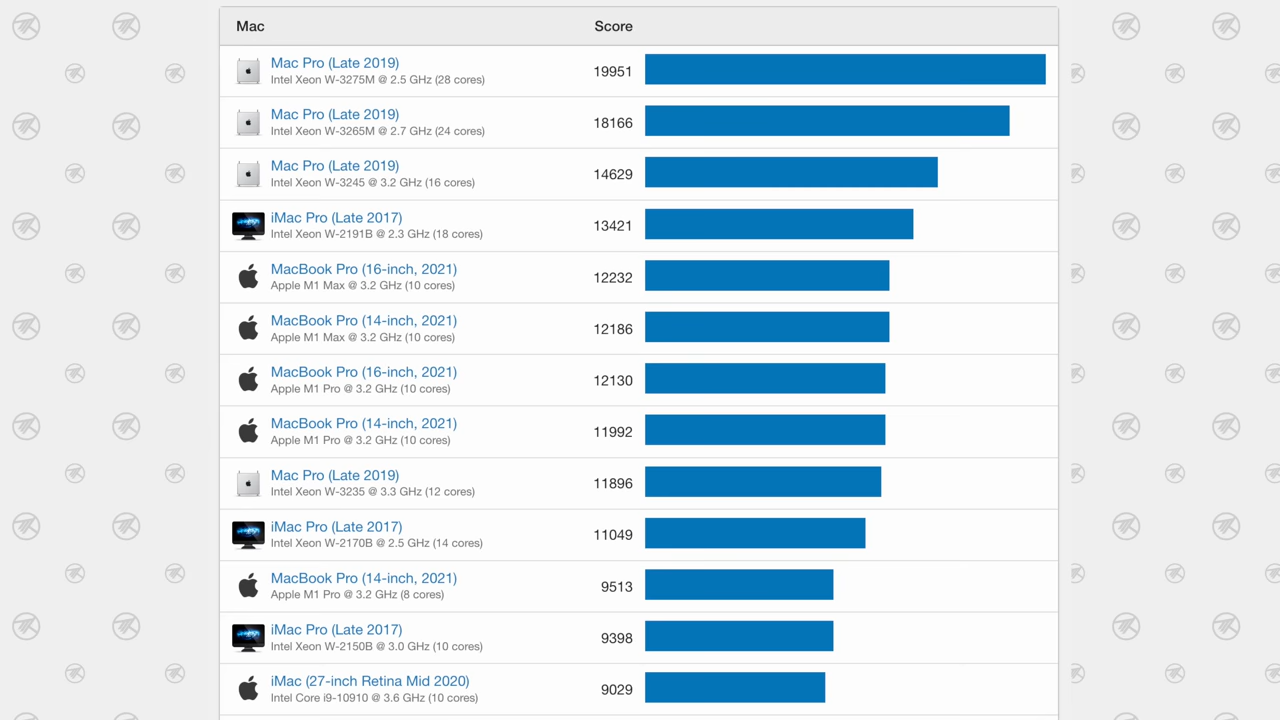 Mac Score
Mac Pro (Late 2019)
Intel Xeon W-3275M @ 2.5 GHz (28 cores)
19951
Mac Pro (Late 2019)
Intel Xeon W-3265M @ 2.7 GHz (24 cores)
18166
Mac Pro (Late 2019)
Intel Xeon W-3245 @ 3.2 GHz (16 cores)
14629
iMac Pro (Late 2017)
Intel Xeon W-2191B @ 2.3 GHz (18 cores)
13421
MacBook Pro (16-inch, 2021)
Apple M1 Max @ 3.2 GHz (10 cores)
12232
MacBook Pro (14-inch, 2021)
Apple M1 Max @ 3.2 GHz (10 cores)
12186
MacBook Pro (16-inch, 2021)
Apple M1 Pro @ 3.2 GHz (10 cores)
12130
MacBook Pro (14-inch, 2021)
Apple M1 Pro @ 3.2 GHz (10 cores)
11992
Mac Pro (Late 2019)
Intel Xeon W-3235 @ 3.3 GHz (12 cores)
11896
iMac Pro (Late 2017)
Intel Xeon W-2170B @ 2.5 GHz (14 cores)
11049
MacBook Pro (14-inch, 2021)
Apple M1 Pro @ 3.2 GHz (8 cores)
9513
iMac Pro (Late 2017)
Intel Xeon W-2150B @ 3.0 GHz (10 cores)
9398
iMac (27-inch Retina Mid 2020)
Intel Core i9-10910 @ 3.6 GHz (10 cores)
9029